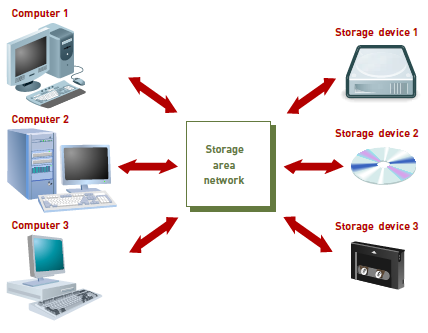 Computer 1
Storage device 1
Computer 2
Storage device 2
Storage
area
network
Computer 3
Storage device 3